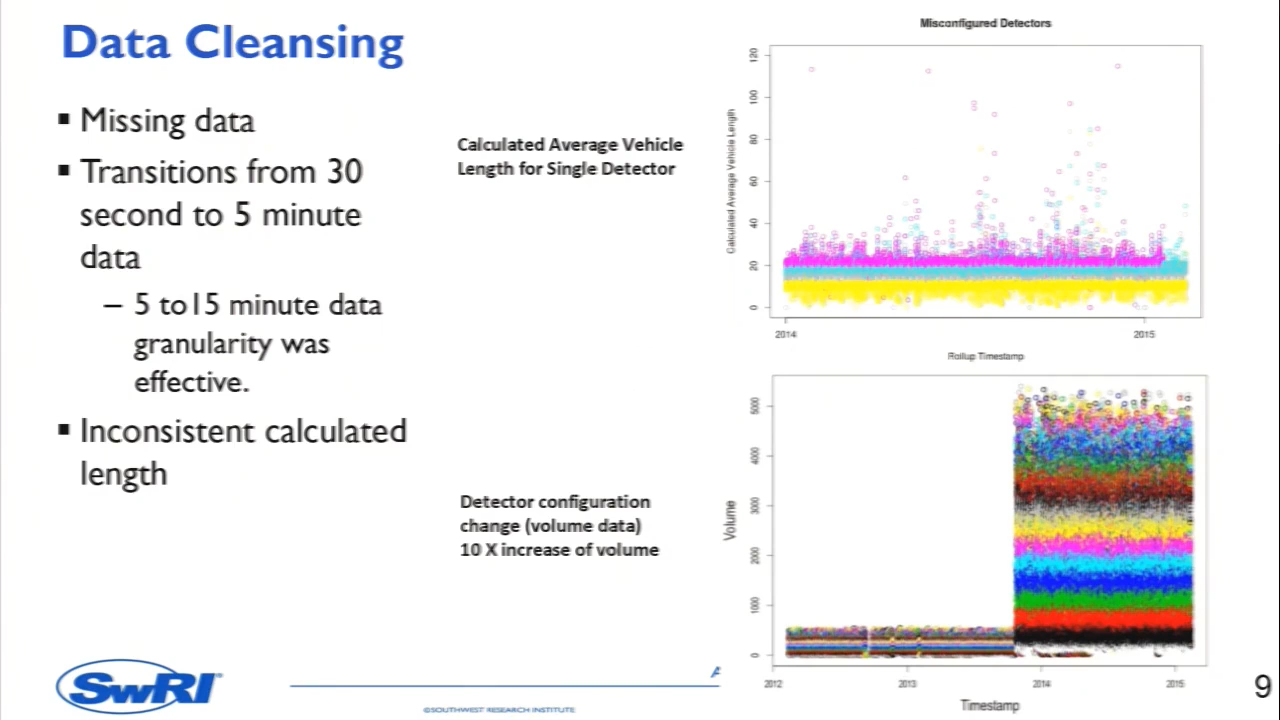 Data Cleansing
▪ Missing data
▪ Transitions from 30
second to 5 minute
data
– 5 to15 minute data
granularity was
effective.
▪ Inconsistent calculated
length
Calculated Average Vehicle
Length for Single Detector
Detector configuration
change (volume data)
10 X increase of volume
Misconfigured Detectors
Calculated Average Vehicle Length
120
100
80
60
40
20
0
2014
2015
Rollup Timestamp
Volume
5000
4000
3000
2000
1000
0
2012
2013
2014
2015
Timestamp
SwRI
©SOUTHWEST RESEARCH INSTITUTE
9